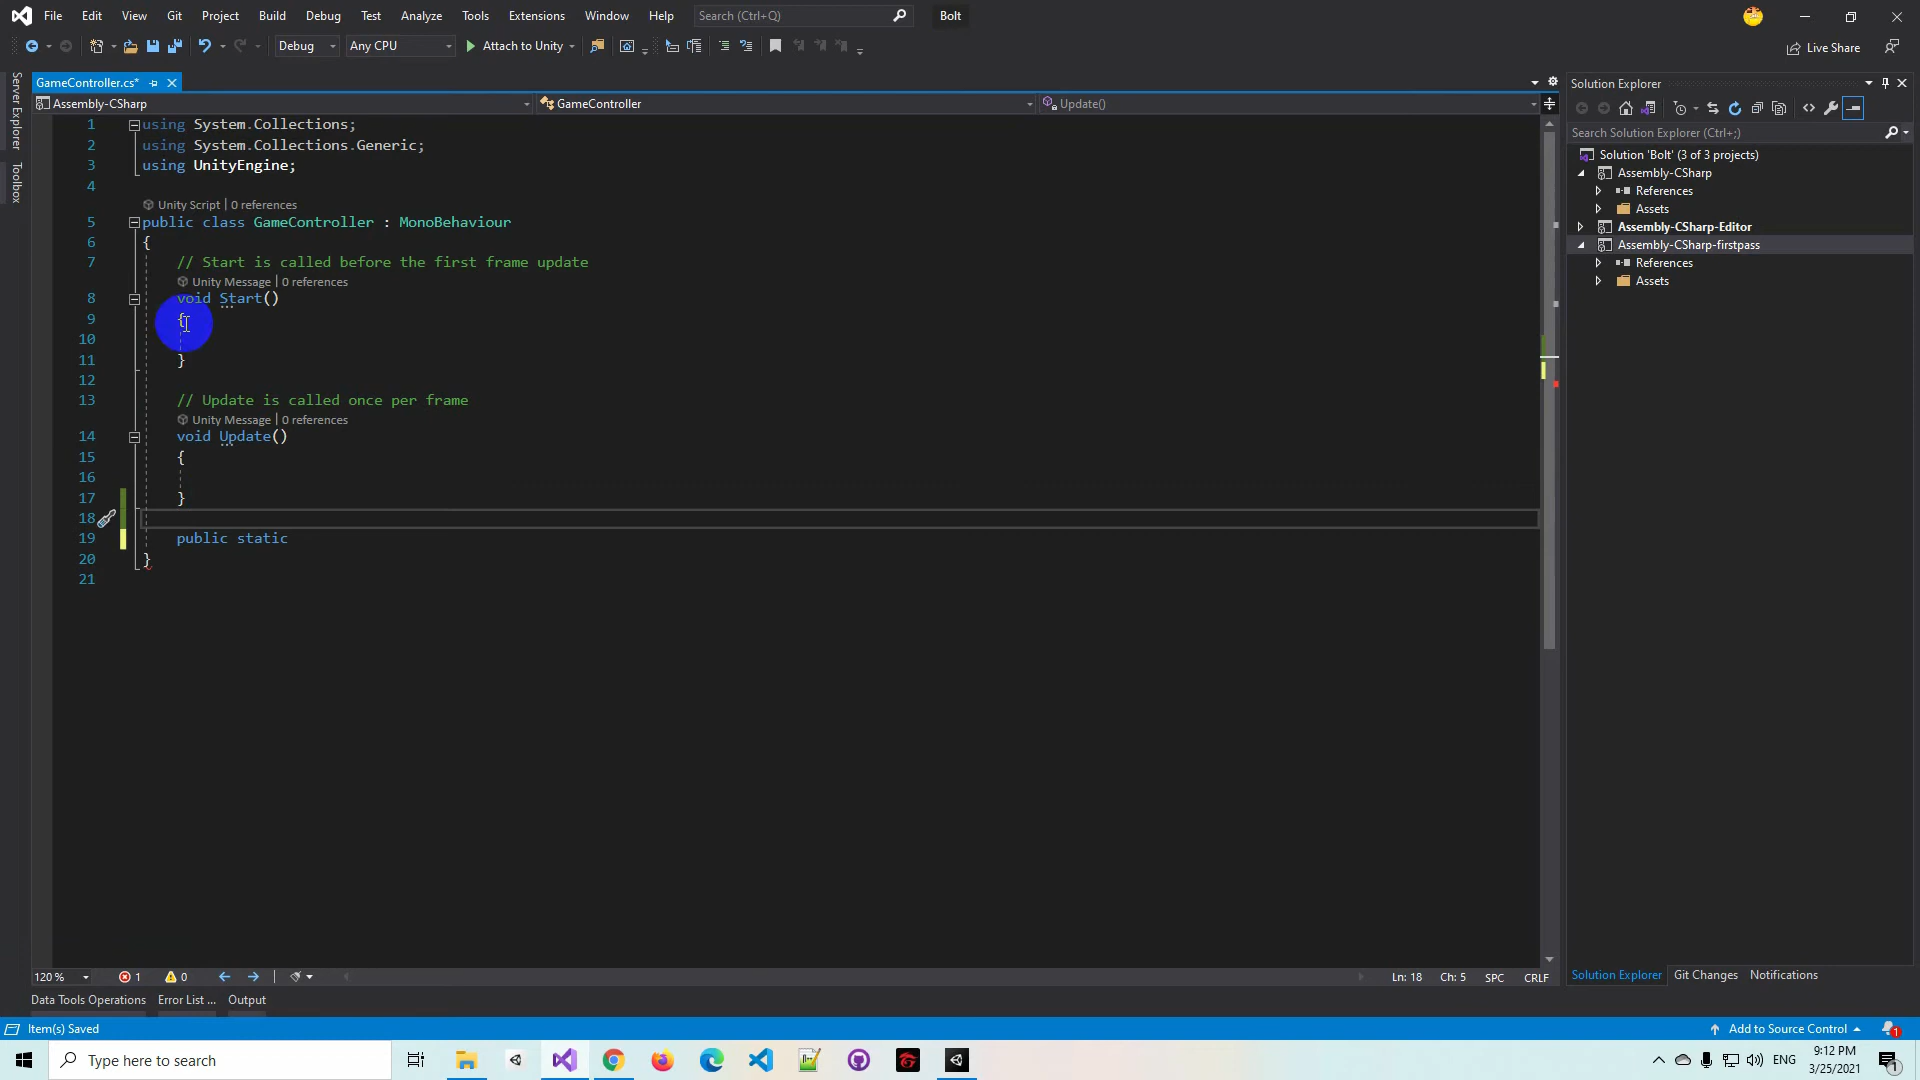 File Edit View Git Project Build Debug Test Analyze Tools Extensions Window Help Search (Ctrl+Q) Bolt
Debug Any CPU Attach to Unity Live Share
GameController.cs*
Assembly-CSharp GameController Update()
Server Explorer
Toolbox
1 using System.Collections;
2 using System.Collections.Generic;
3 using UnityEngine;
4
Unity Script | 0 references
5 public class GameController : MonoBehaviour
6 {
7 // Start is called before the first frame update
Unity Message | 0 references
8 void Start()
9 {
10
11 }
12
13 // Update is called once per frame
Unity Message | 0 references
14 void Update()
15 {
16
17 }
18
19 public static
20 }
21
Solution Explorer
Search Solution Explorer (Ctrl+;)
Solution 'Bolt' (3 of 3 projects)
Assembly-CSharp
References
Assets
Assembly-CSharp-Editor
Assembly-CSharp-firstpass
References
Assets
120 % 1 0 Ln: 18 Ch: 5 SPC CRLF
Solution Explorer Git Changes Notifications
Data Tools Operations Error List ... Output
Item(s) Saved Add to Source Control 1
Type here to search ENG 9:12 PM 3/25/2021 1